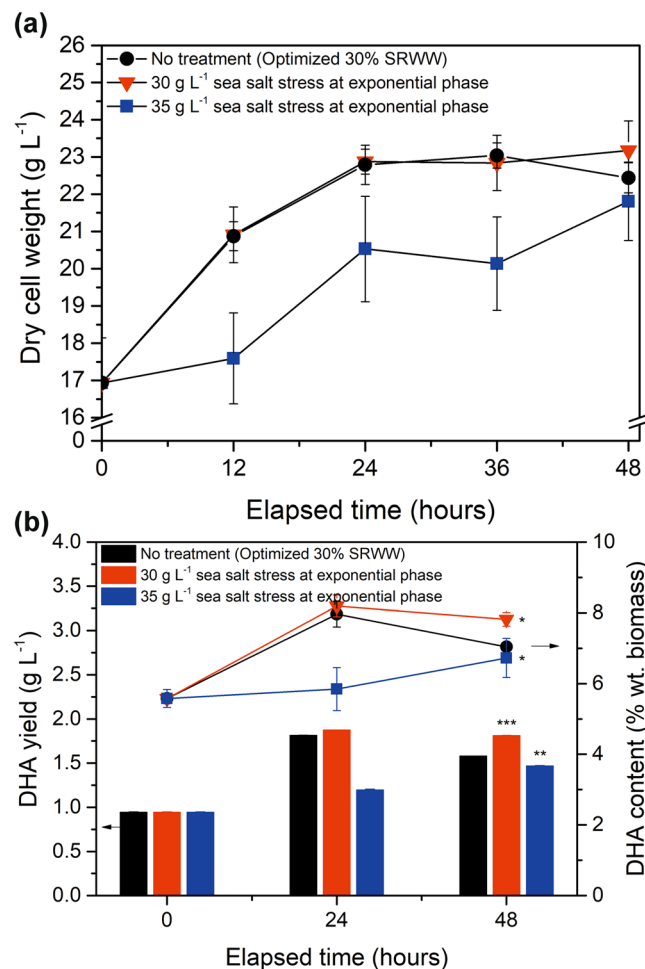 (a)
26
25
24
23
22
21
20
19
18
17
16
0
Dry cell weight (g L⁻¹)
No treatment (Optimized 30% SRWW)
30 g L⁻¹ sea salt stress at exponential phase
35 g L⁻¹ sea salt stress at exponential phase
0 12 24 36 48
Elapsed time (hours)
(b)
4.0
3.5
3.0
2.5
2.0
1.5
1.0
0.5
0.0
DHA yield (g L⁻¹)
No treatment (Optimized 30% SRWW)
30 g L⁻¹ sea salt stress at exponential phase
35 g L⁻¹ sea salt stress at exponential phase
*
*
***
**
10
8
6
4
2
0
DHA content (% wt. biomass)
0 24 48
Elapsed time (hours)